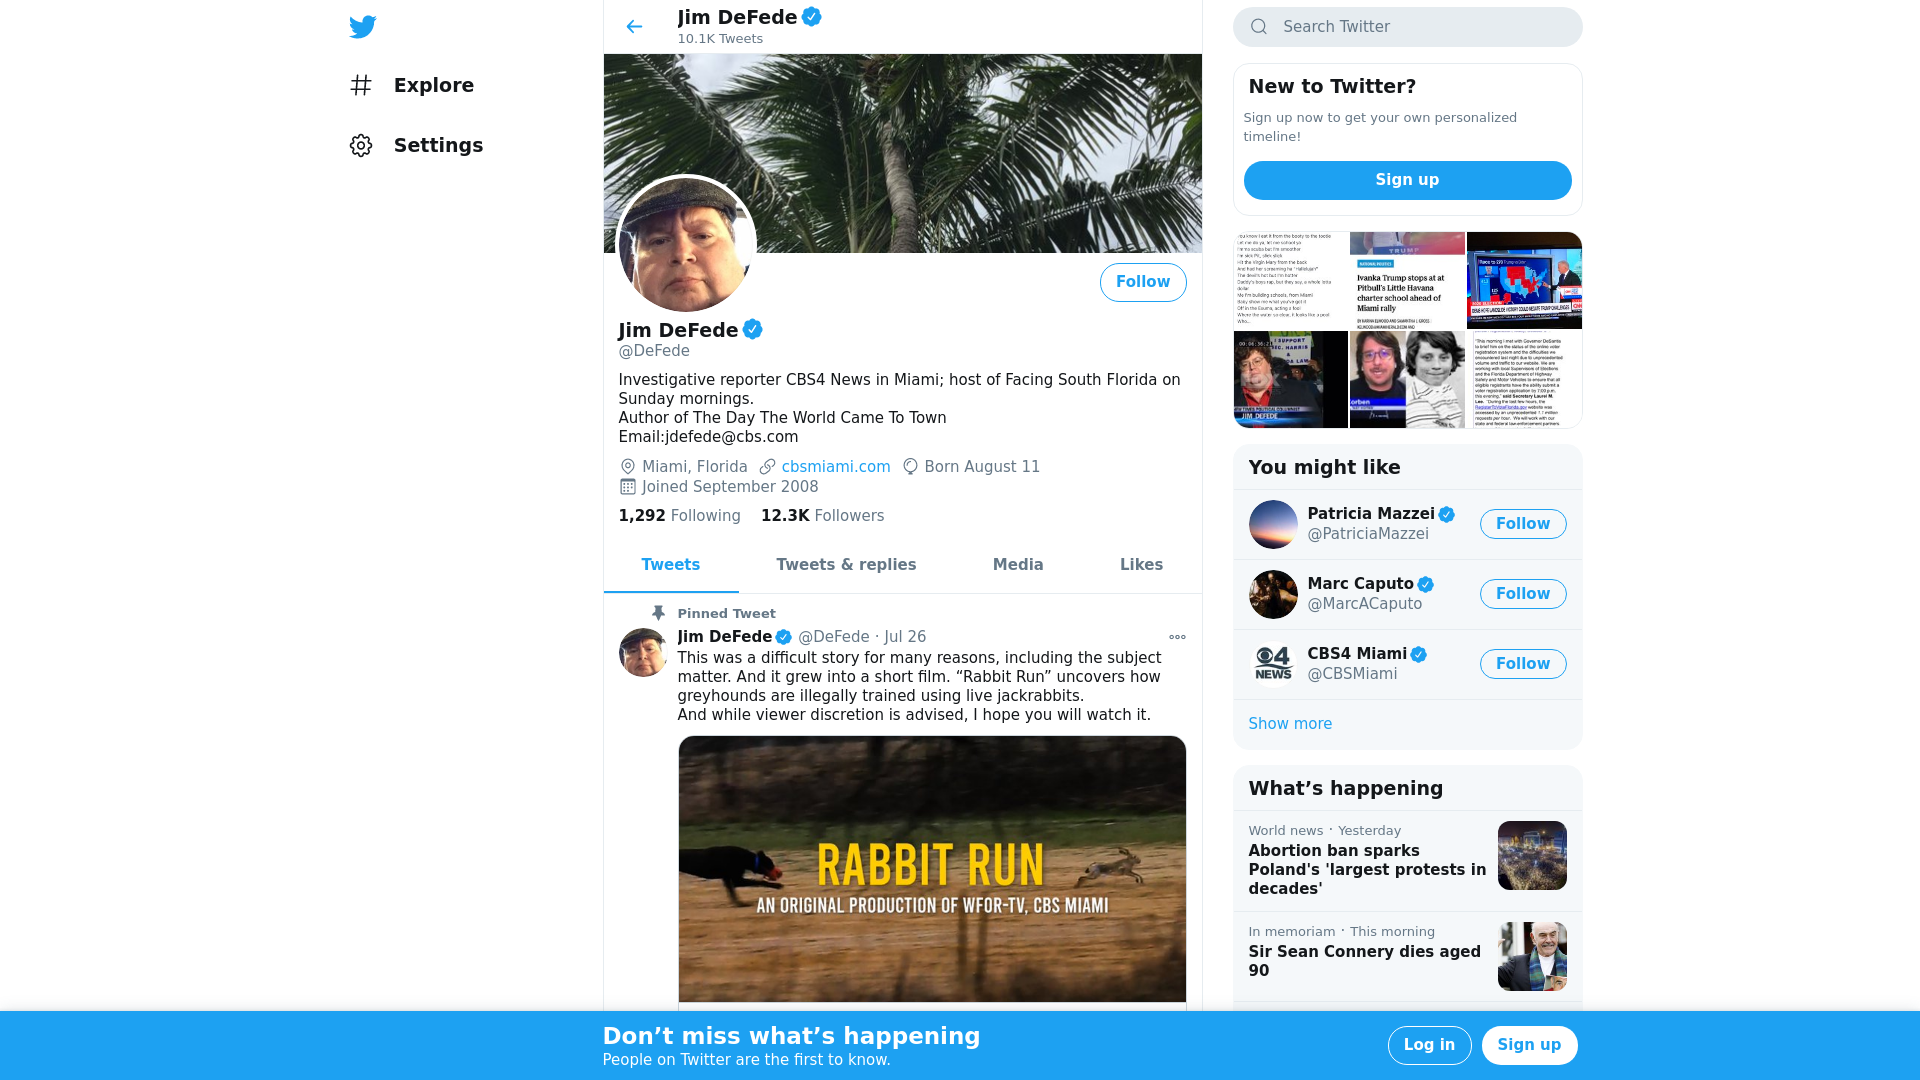 Explore
Settings
Jim DeFede
10.1K Tweets
Follow
Jim DeFede
@DeFede
Investigative reporter CBS4 News in Miami; host of Facing South Florida on
Sunday mornings.
Author of The Day The World Came To Town
Email:jdefede@cbs.com
Miami, Florida cbsmiami.com Born August 11
Joined September 2008
1,292 Following 12.3K Followers
Tweets Tweets & replies Media Likes
Pinned Tweet
Jim DeFede @DeFede · Jul 26
This was a difficult story for many reasons, including the subject
matter. And it grew into a short film. “Rabbit Run” uncovers how
greyhounds are illegally trained using live jackrabbits.
And while viewer discretion is advised, I hope you will watch it.
RABBIT RUN
AN ORIGINAL PRODUCTION OF WFOR-TV, CBS MIAMI
Search Twitter
New to Twitter?
Sign up now to get your own personalized
timeline!
Sign up
TRUMP
Ivanka Trump stops at at
Pitbull's Little Havana
charter school ahead of
Miami rally
I SUPPORT
JIM DEFEDE
You might like
Patricia Mazzei
@PatriciaMazzei
Follow
Marc Caputo
@MarcACaputo
Follow
4
NEWS
CBS4 Miami
@CBSMiami
Follow
Show more
What’s happening
World news · Yesterday
Abortion ban sparks
Poland's 'largest protests in
decades'
In memoriam · This morning
Sir Sean Connery dies aged
90
Don’t miss what’s happening
People on Twitter are the first to know.
Log in
Sign up